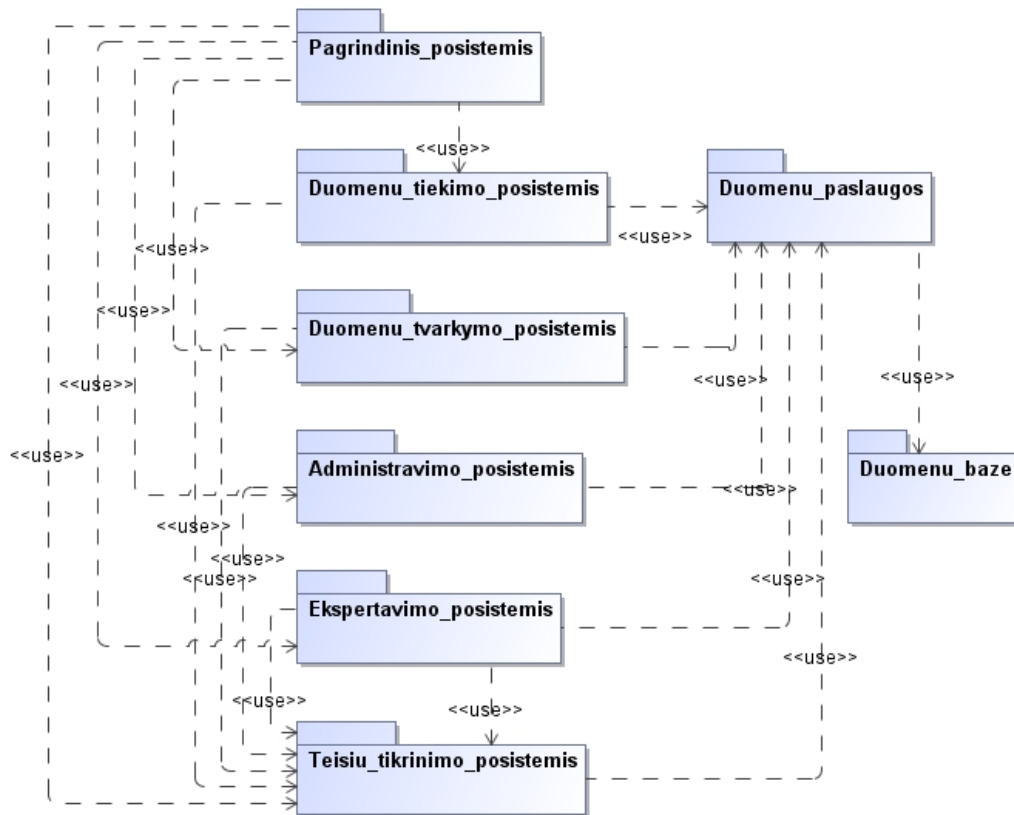 Pagrindinis_posistemis
<<use>>
Duomenu_tiekimo_posistemis
Duomenu_paslaugos
<<use>>
<<use>>
<<use>>
Duomenu_tvarkymo_posistemis
<<use>>
<<use>>
<<use>>
<<use>>
Administravimo_posistemis
Duomenu_baze
<<use>>
<<use>>
<<use>>
<<use>>
<<use>>
Ekspertavimo_posistemis
<<use>>
<<use>>
<<use>>
Teisiu_tikrinimo_posistemis